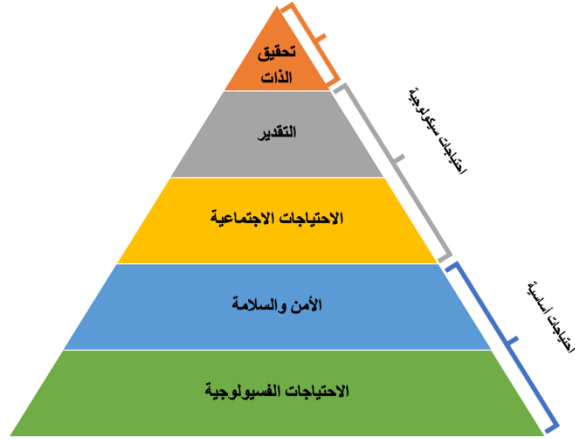 تحقيق
الذات
التقدير
الاحتياجات الاجتماعية
الأمن والسلامة
الاحتياجات الفسيولوجية
احتياجات سيكولوجية
احتياجات أساسية